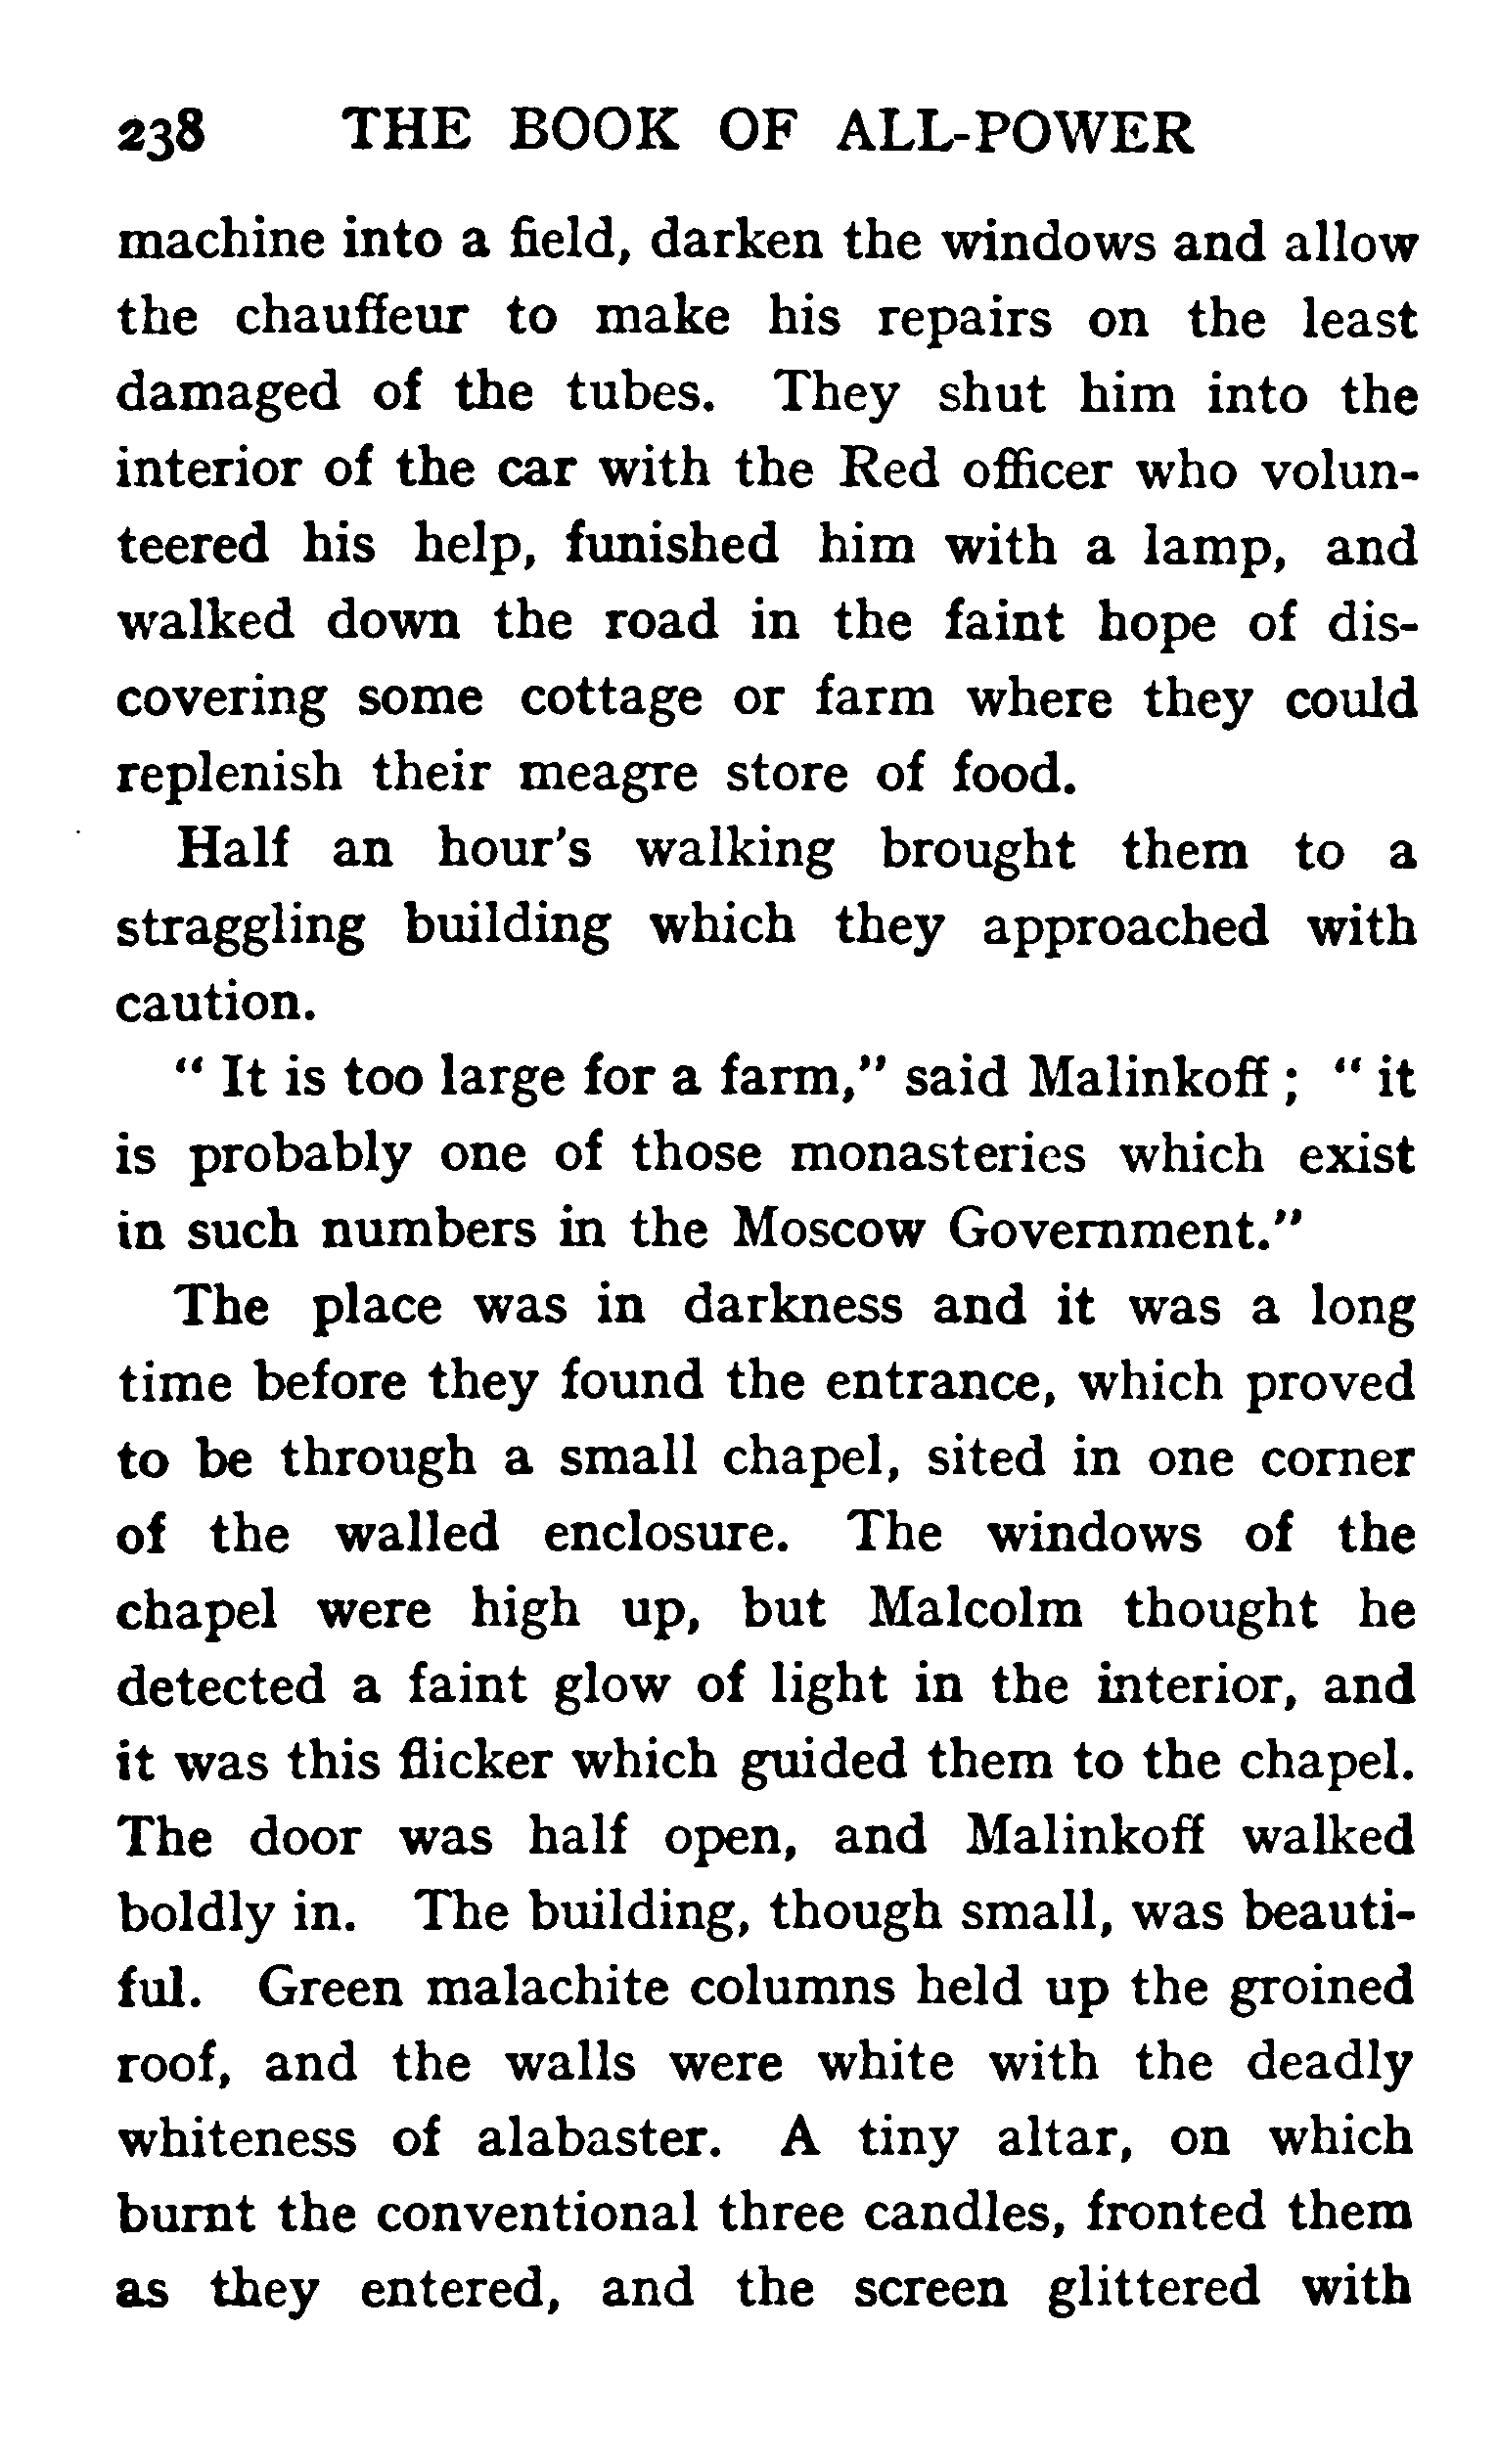 238 THE BOOK OF ALL-POWER
machine into a field, darken the windows and allow
the chauffeur to make his repairs on the least
damaged of the tubes. They shut him into the
interior of the car with the Red officer who volun-
teered his help, funished him with a lamp, and
walked down the road in the faint hope of dis-
covering some cottage or farm where they could
replenish their meagre store of food.
Half an hour's walking brought them to a
straggling building which they approached with
caution.
" It is too large for a farm," said Malinkoff ; " it
is probably one of those monasteries which exist
in such numbers in the Moscow Government."
The place was in darkness and it was a long
time before they found the entrance, which proved
to be through a small chapel, sited in one corner
of the walled enclosure. The windows of the
chapel were high up, but Malcolm thought he
detected a faint glow of light in the interior, and
it was this flicker which guided them to the chapel.
The door was half open, and Malinkoff walked
boldly in. The building, though small, was beauti-
ful. Green malachite columns held up the groined
roof, and the walls were white with the deadly
whiteness of alabaster. A tiny altar, on which
burnt the conventional three candles, fronted them
as they entered, and the screen glittered with